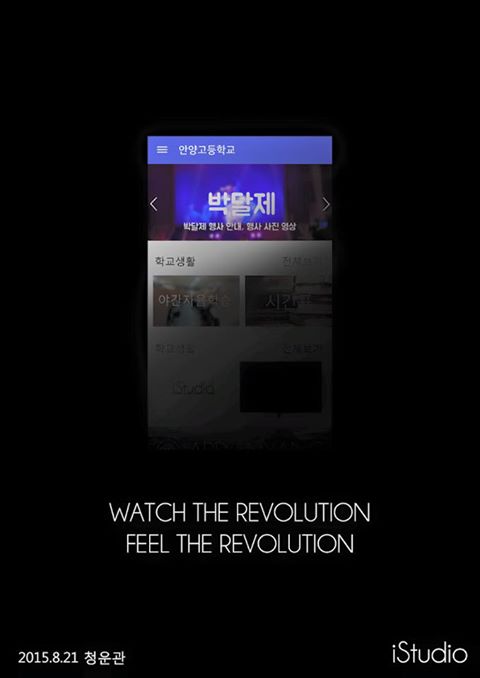 안양고등학교
박달제
박달제 행사 안내, 행사 사진 영상
학교생활 전체보기
야간자율학습 시간표
학교생활 전체보기
iStudio
WATCH THE REVOLUTION
FEEL THE REVOLUTION
2015.8.21 청운관
iStudio